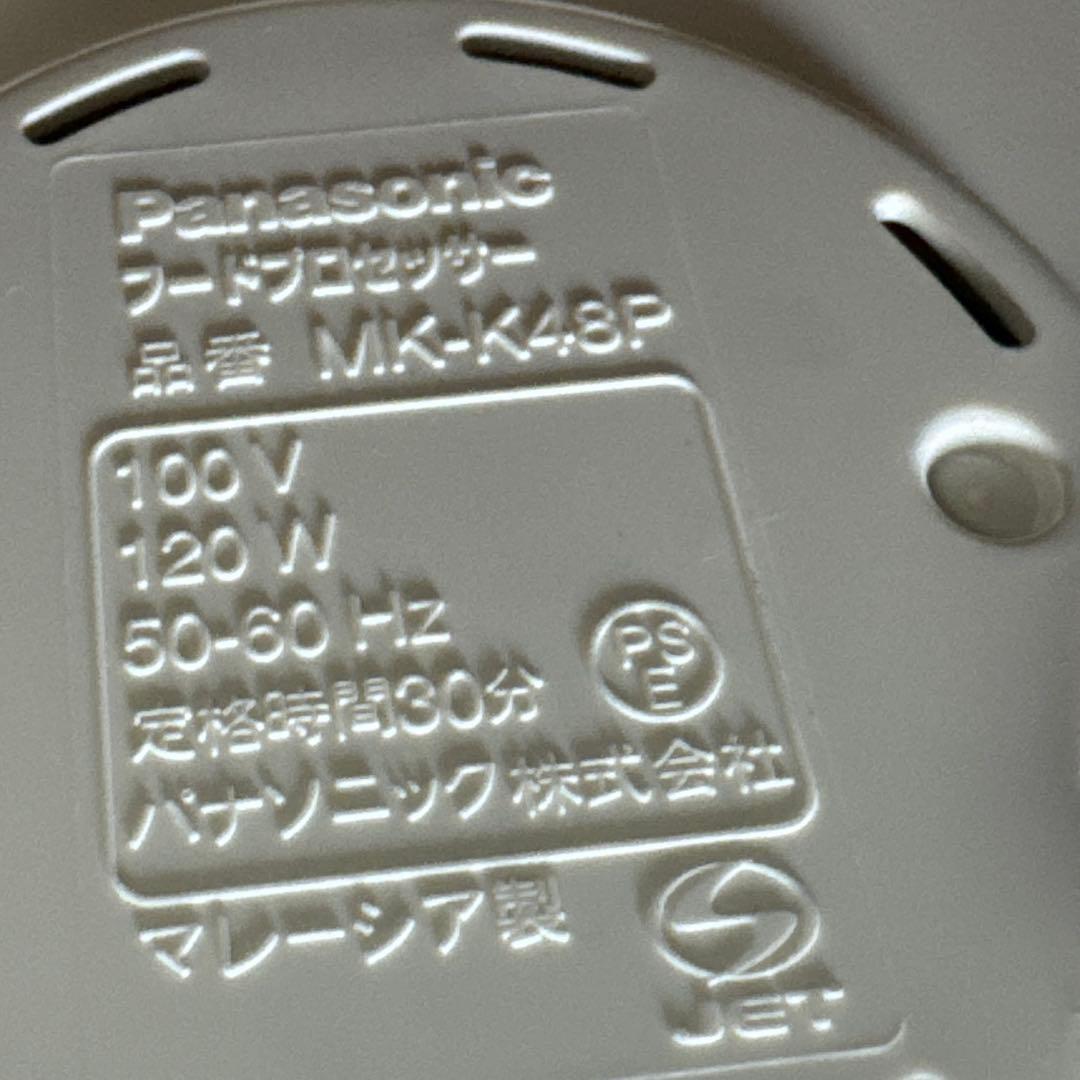 Panasonic
フードプロセッサー
品番 MK-K48P
100 V
120 W
50-60 Hz
定格時間30分
PS
E
パナソニック株式会社
マレーシア製
JET